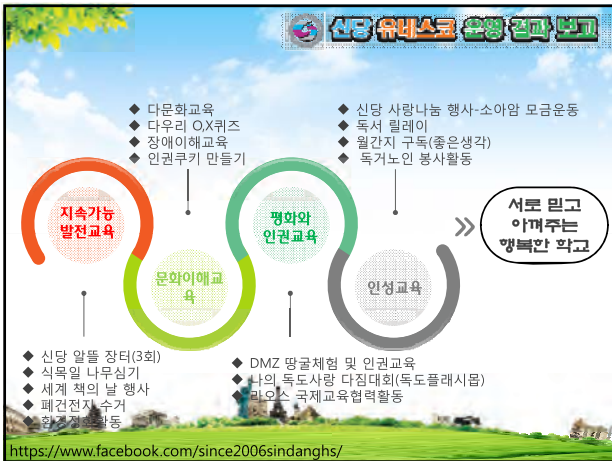 신당 유네스코 운영 결과 보고
◆ 다문화교육
◆ 다우리 O,X퀴즈
◆ 장애이해교육
◆ 인권쿠키 만들기
◆ 신당 사랑나눔 행사-소아암 모금운동
◆ 독서 릴레이
◆ 월간지 구독(좋은생각)
◆ 독거노인 봉사활동
지속가능
발전교육
문화이해교
육
평화와
인권교육
인성교육
서로 믿고
아껴주는
행복한 학교
◆ 신당 알뜰 장터(3회)
◆ 식목일 나무심기
◆ 세계 책의 날 행사
◆ 폐건전지 수거
◆ 환경정화활동
◆ DMZ 땅굴체험 및 인권교육
◆ 나의 독도사랑 다짐대회(독도플래시몹)
◆ 라오스 국제교육협력활동
https://www.facebook.com/since2006sindanghs/